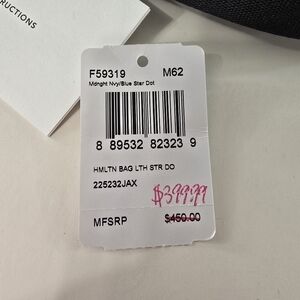 RUCTIONS
F59319 M62
Midnght Nvy/Blue Star Dot
8 89532 82323 9
HMLTN BAG LTH STR DO
225232JAX
$399.99
MFSRP $450.00